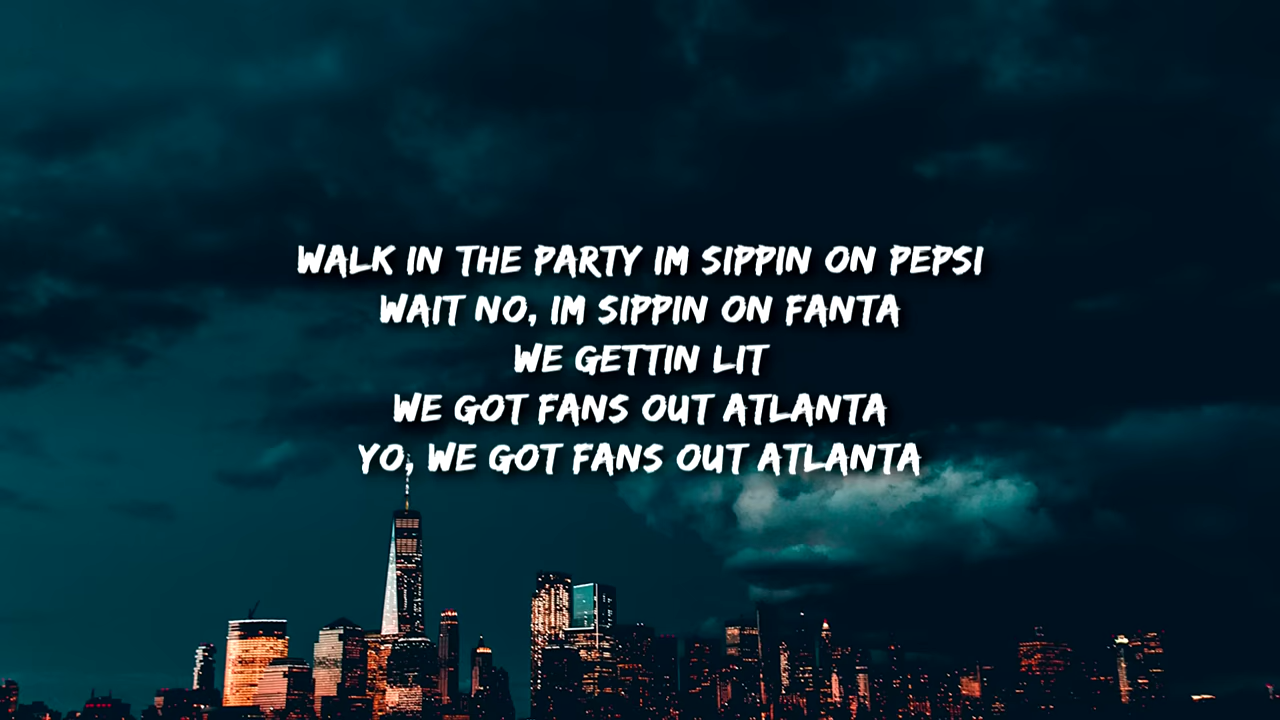 WALK IN THE PARTY IM SIPPIN ON PEPSI
WAIT NO, IM SIPPIN ON FANTA
WE GETTIN LIT
WE GOT FANS OUT ATLANTA
YO, WE GOT FANS OUT ATLANTA